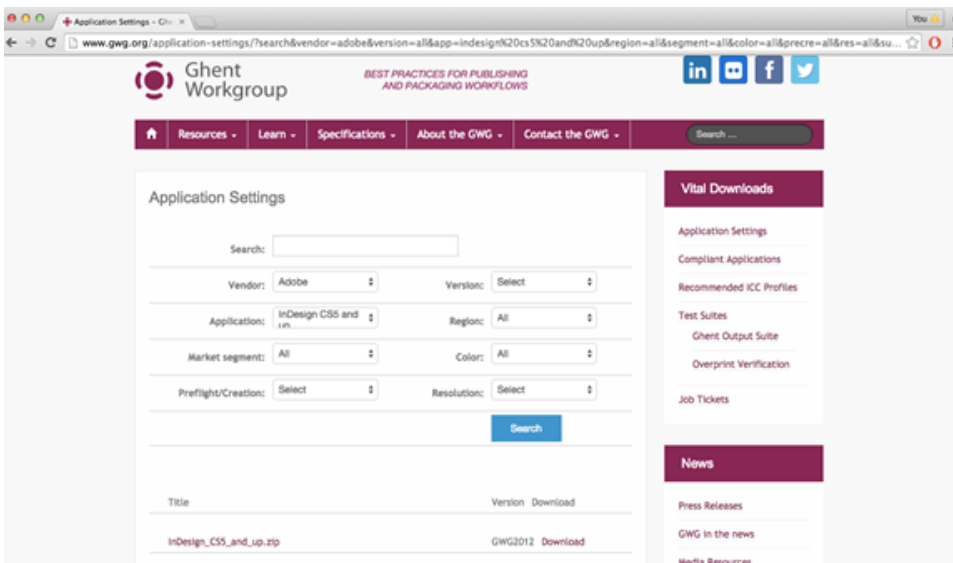 Application Settings - Ghe
You
www.gwg.org/application-settings/?search&vendor=adobe&version=all&app=indesign%20cs5%20and%20up&region=all&segment=all&color=all&precre=all&res=all&su...
Ghent
Workgroup
BEST PRACTICES FOR PUBLISHING
AND PACKAGING WORKFLOWS
in
f
Resources Learn Specifications About the GWG Contact the GWG Search ...
Application Settings
Search:
Vendor: Adobe Version: Select
Application: InDesign CS5 and up Region: All
Market segment: All Color: All
Preflight/Creation: Select Resolution: Select
Search
Title Version Download
InDesign_CS5_and_up.zip GWG2012 Download
Vital Downloads
Application Settings
Compliant Applications
Recommended ICC Profiles
Test Suites
Ghent Output Suite
Overprint Verification
Job Tickets
News
Press Releases
GWG in the news
Media Resources